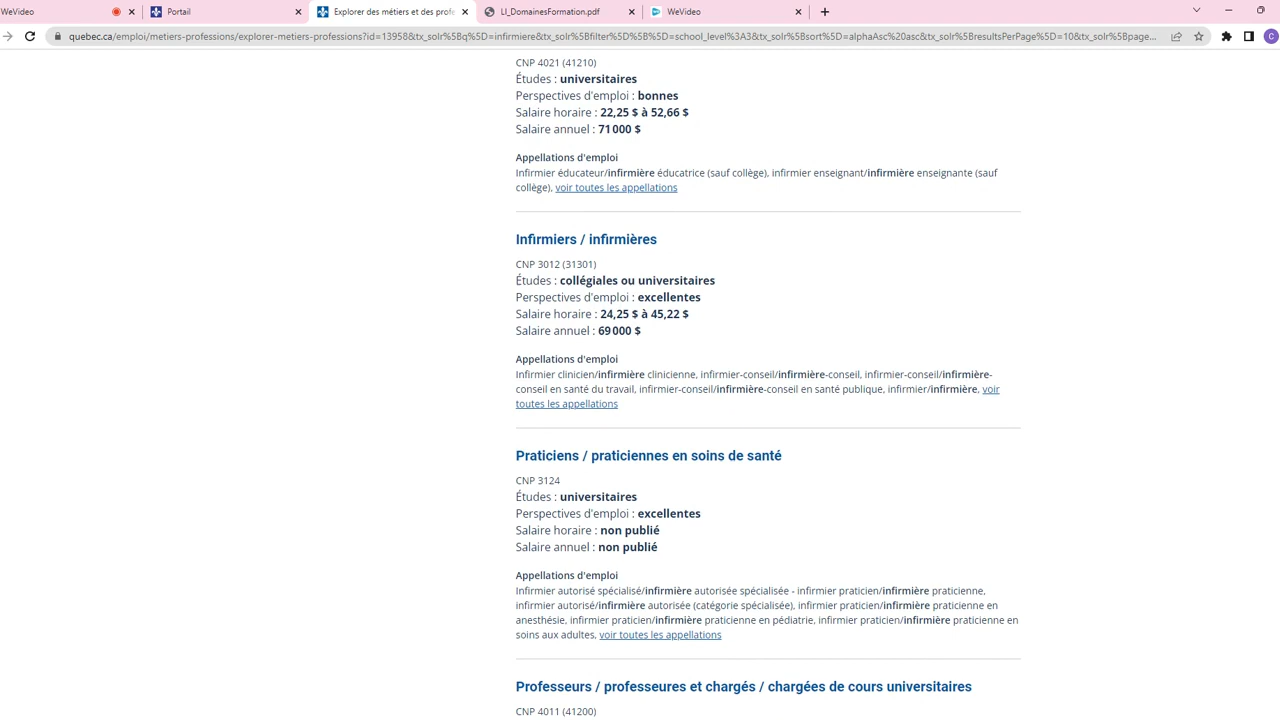 WeVideo
Portail
Explorer des métiers et des profe
LI_DomainesFormation.pdf
WeVideo
quebec.ca/emploi/metiers-professions/explorer-metiers-professions?id=13958&tx_solr%5Bq%5D=infirmiere&tx_solr%5Bfilter%5D%5B%5D=school_level%3A3&tx_solr%5Bsort%5D=alphaAsc%20asc&tx_solr%5BresultsPerPage%5D=10&tx_solr%5Bpage...
C
CNP 4021 (41210)
Études : universitaires
Perspectives d'emploi : bonnes
Salaire horaire : 22,25 $ à 52,66 $
Salaire annuel : 71 000 $
Appellations d'emploi
Infirmier éducateur/infirmière éducatrice (sauf collège), infirmier enseignant/infirmière enseignante (sauf
collège), voir toutes les appellations
Infirmiers / infirmières
CNP 3012 (31301)
Études : collégiales ou universitaires
Perspectives d'emploi : excellentes
Salaire horaire : 24,25 $ à 45,22 $
Salaire annuel : 69 000 $
Appellations d'emploi
Infirmier clinicien/infirmière clinicienne, infirmier-conseil/infirmière-conseil, infirmier-conseil/infirmière-
conseil en santé du travail, infirmier-conseil/infirmière-conseil en santé publique, infirmier/infirmière, voir
toutes les appellations
Praticiens / praticiennes en soins de santé
CNP 3124
Études : universitaires
Perspectives d'emploi : excellentes
Salaire horaire : non publié
Salaire annuel : non publié
Appellations d'emploi
Infirmier autorisé spécialisé/infirmière autorisée spécialisée - infirmier praticien/infirmière praticienne,
infirmier autorisé/infirmière autorisée (catégorie spécialisée), infirmier praticien/infirmière praticienne en
anesthésie, infirmier praticien/infirmière praticienne en pédiatrie, infirmier praticien/infirmière praticienne en
soins aux adultes, voir toutes les appellations
Professeurs / professeures et chargés / chargées de cours universitaires
CNP 4011 (41200)